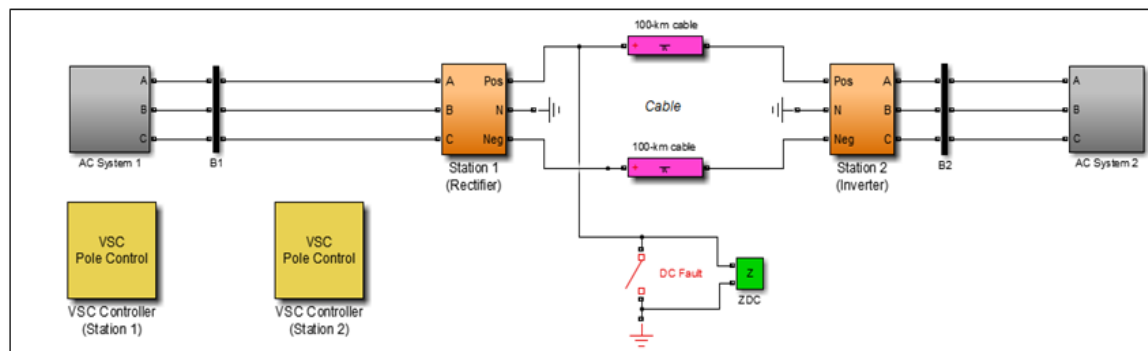 100-km cable
A
B
C
AC System 1
B1
A
B
C
Pos
N
Neg
Station 1
(Rectifier)
Cable
100-km cable
Pos
N
Neg
A
B
C
Station 2
(Inverter)
B2
A
B
C
AC System 2
VSC
Pole Control
VSC Controller
(Station 1)
VSC
Pole Control
VSC Controller
(Station 2)
DC Fault
Z
ZDC